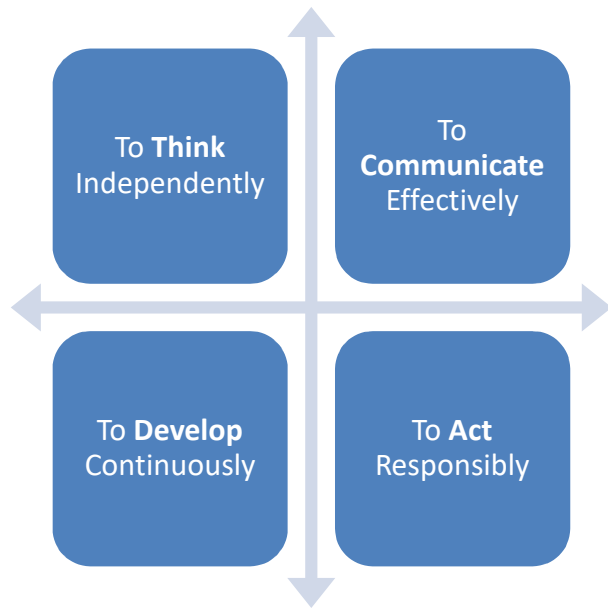 To Think
Independently
To
Communicate
Effectively
To Develop
Continuously
To Act
Responsibly